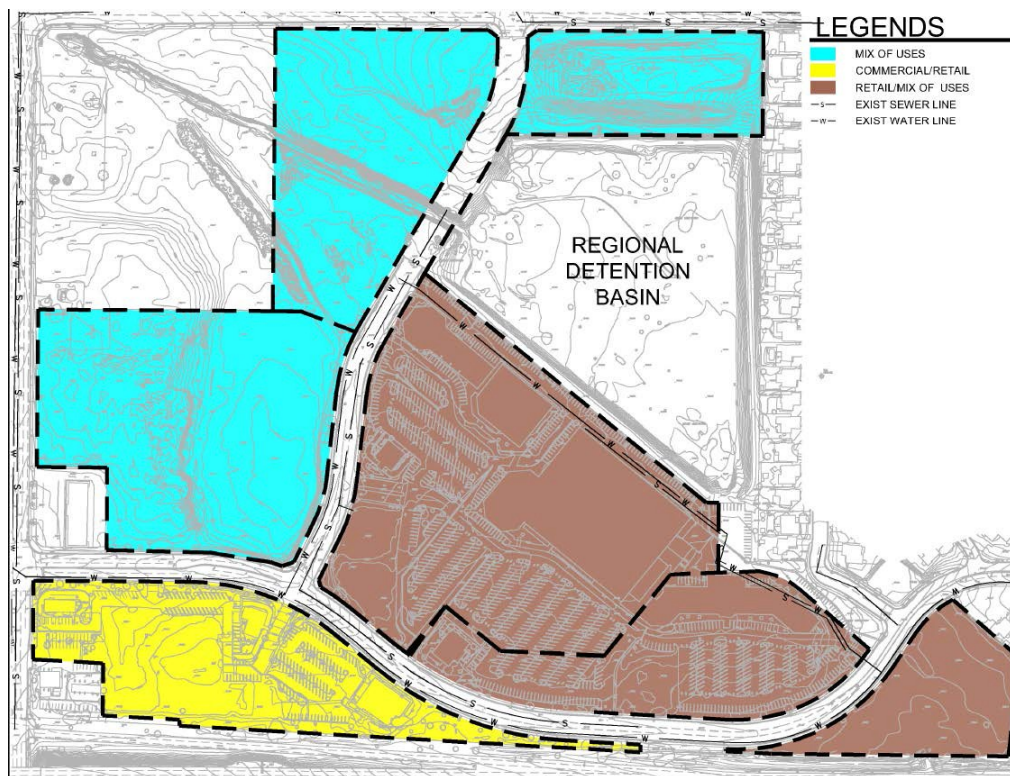 LEGENDS
MIX OF USES
COMMERCIAL/RETAIL
RETAIL/MIX OF USES
S EXIST SEWER LINE
W EXIST WATER LINE
REGIONAL
DETENTION
BASIN